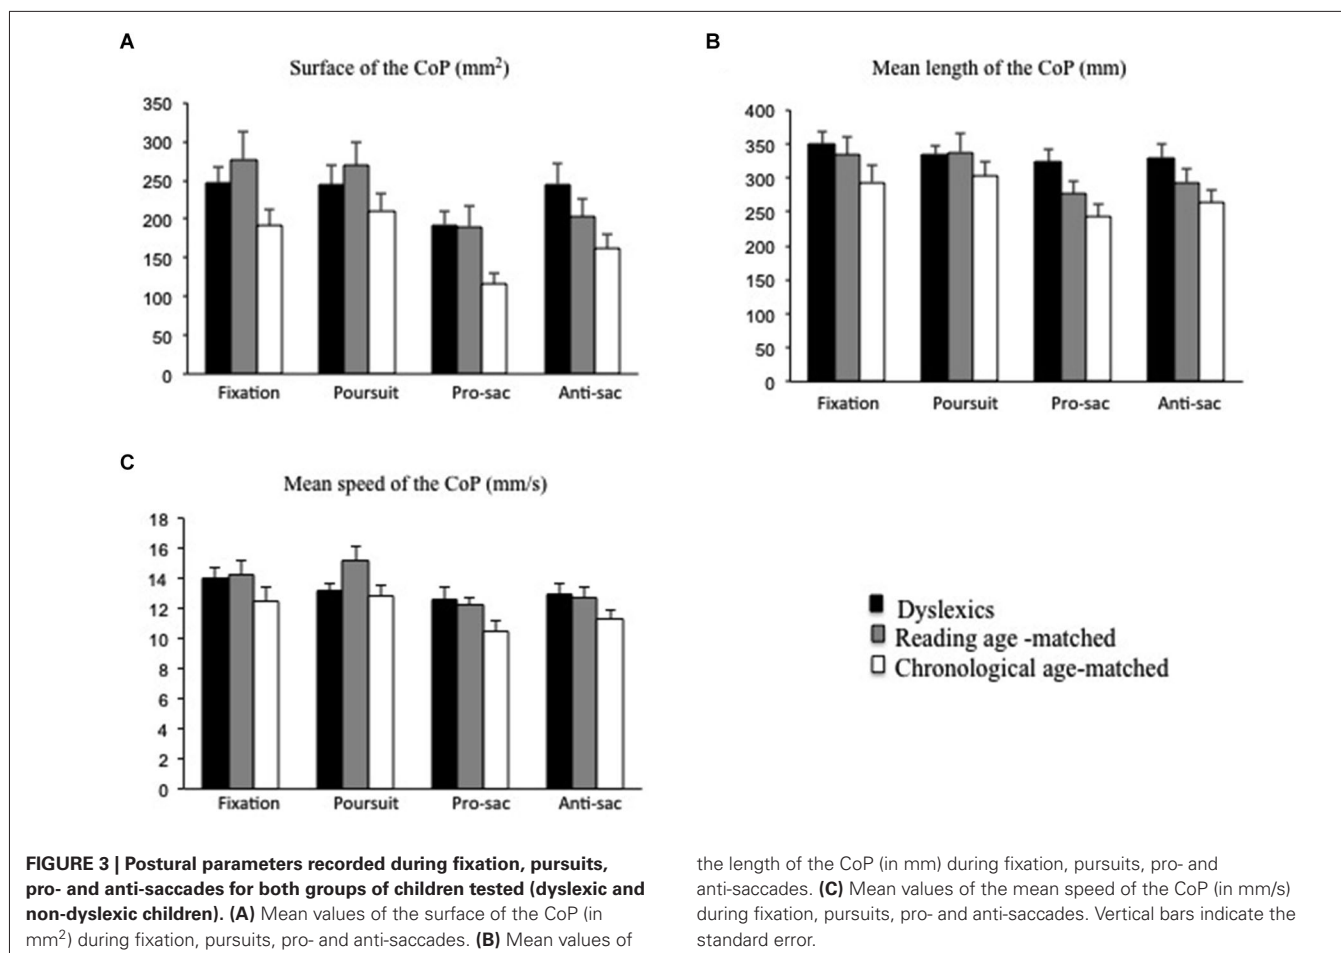 A
Surface of the CoP (mm²)
350
300
250
200
150
100
50
0
Fixation Poursuit Pro-sac Anti-sac
B
Mean length of the CoP (mm)
400
350
300
250
200
150
100
50
0
Fixation Poursuit Pro-sac Anti-sac
C
Mean speed of the CoP (mm/s)
18
16
14
12
10
8
6
4
2
0
Fixation Poursuit Pro-sac Anti-sac
Dyslexics
Reading age -matched
Chronological age-matched
FIGURE 3 | Postural parameters recorded during fixation, pursuits,
pro- and anti-saccades for both groups of children tested (dyslexic and
non-dyslexic children). (A) Mean values of the surface of the CoP (in
mm²) during fixation, pursuits, pro- and anti-saccades. (B) Mean values of
the length of the CoP (in mm) during fixation, pursuits, pro- and
anti-saccades. (C) Mean values of the mean speed of the CoP (in mm/s)
during fixation, pursuits, pro- and anti-saccades. Vertical bars indicate the
standard error.